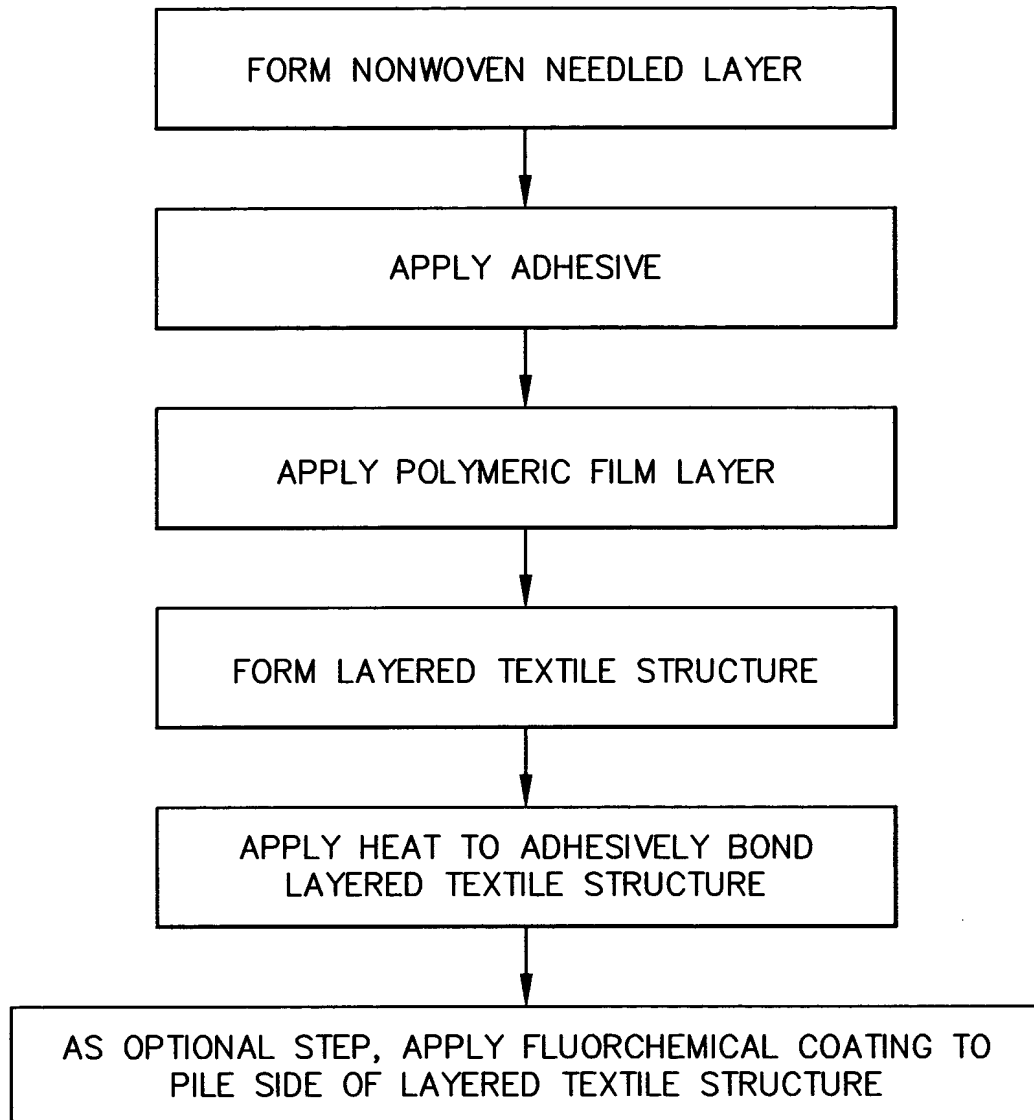 FORM NONWOVEN NEEDLED LAYER
APPLY ADHESIVE
APPLY POLYMERIC FILM LAYER
FORM LAYERED TEXTILE STRUCTURE
APPLY HEAT TO ADHESIVELY BOND
LAYERED TEXTILE STRUCTURE
AS OPTIONAL STEP, APPLY FLUORCHEMICAL COATING TO
PILE SIDE OF LAYERED TEXTILE STRUCTURE